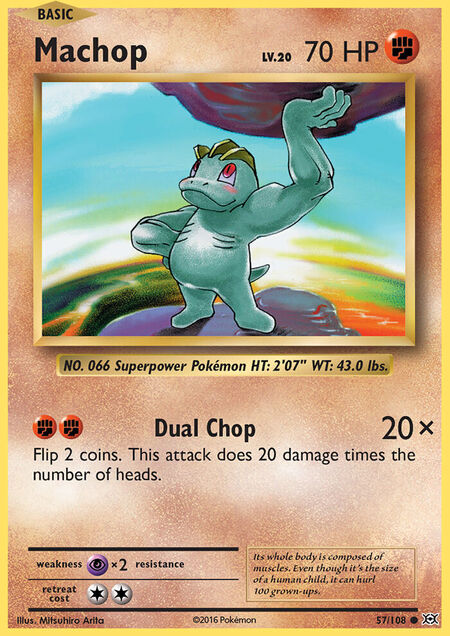 BASIC
Machop LV.20 70 HP
NO. 066 Superpower Pokémon HT: 2'07" WT: 43.0 lbs.
Dual Chop 20×
Flip 2 coins. This attack does 20 damage times the
number of heads.
weakness ×2 resistance
retreat
cost
Its whole body is composed of
muscles. Even though it's the size
of a human child, it can hurl
100 grown-ups.
Illus. Mitsuhiro Arita ©2016 Pokémon 57/108